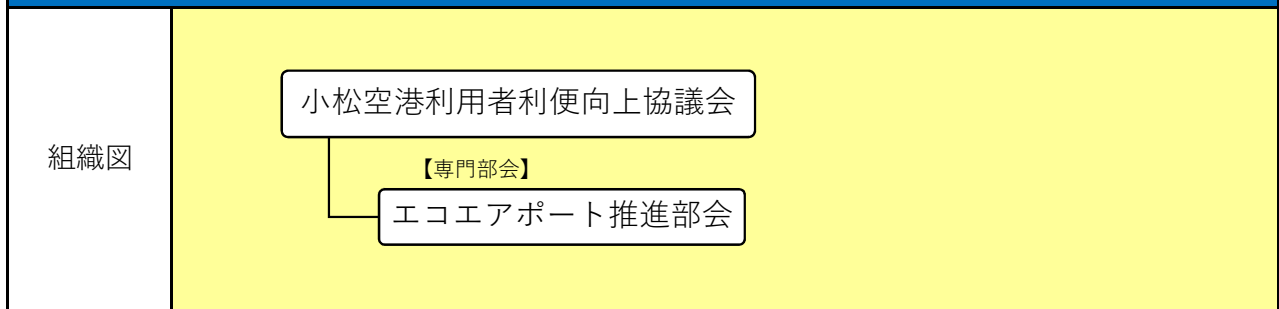 組織図
小松空港利用者利便向上協議会
【専門部会】
エコエアポート推進部会